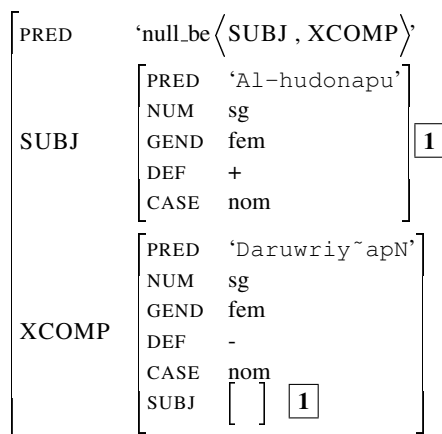 PRED ‘null_be⟨SUBJ , XCOMP⟩’
PRED ‘Al-hudonapu’
NUM sg
SUBJ GEND fem 1
DEF +
CASE nom
PRED ‘Daruwriy~apN’
NUM sg
GEND fem
XCOMP DEF -
CASE nom
SUBJ [ ] 1